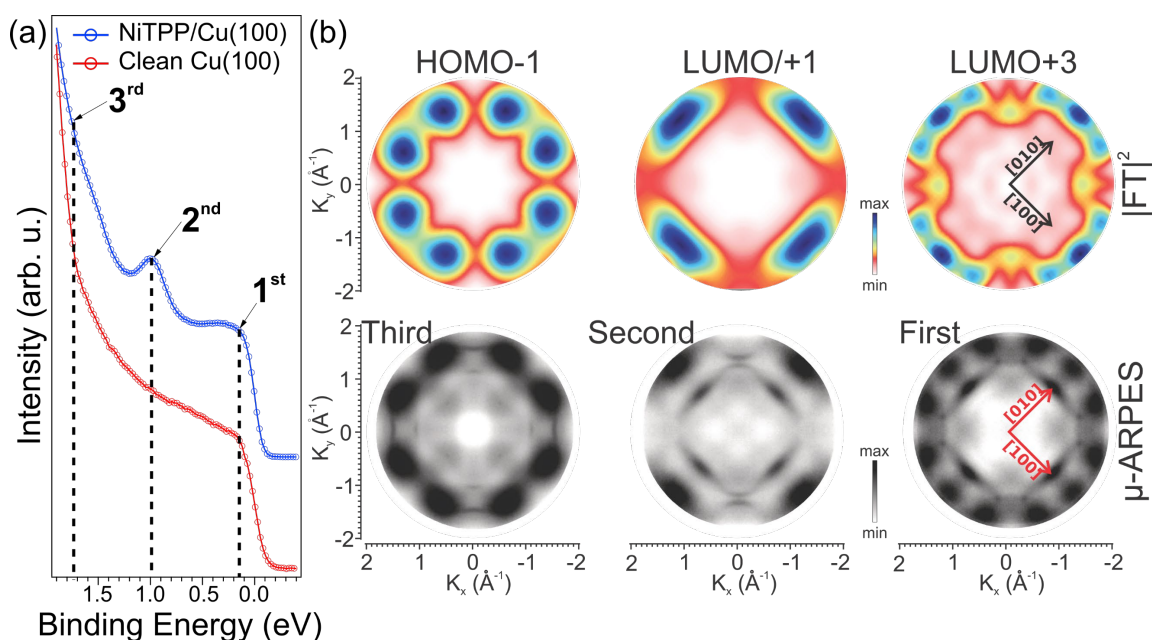 (a)
NiTPP/Cu(100)
Clean Cu(100)
3rd
2nd
1st
Intensity (arb. u.)
1.5 1.0 0.5 0.0
Binding Energy (eV)
(b)
HOMO-1 LUMO/+1 LUMO+3
2
1
0
-1
-2
Ky (Å-1)
max
min
[010]
[100]
|FT|2
Third Second First
2
1
0
-1
-2
Ky (Å-1)
max
min
[010]
[100]
μ-ARPES
2 1 0 -1 -2 2 1 0 -1 -2 2 1 0 -1 -2
Kx (Å-1) Kx (Å-1) Kx (Å-1)